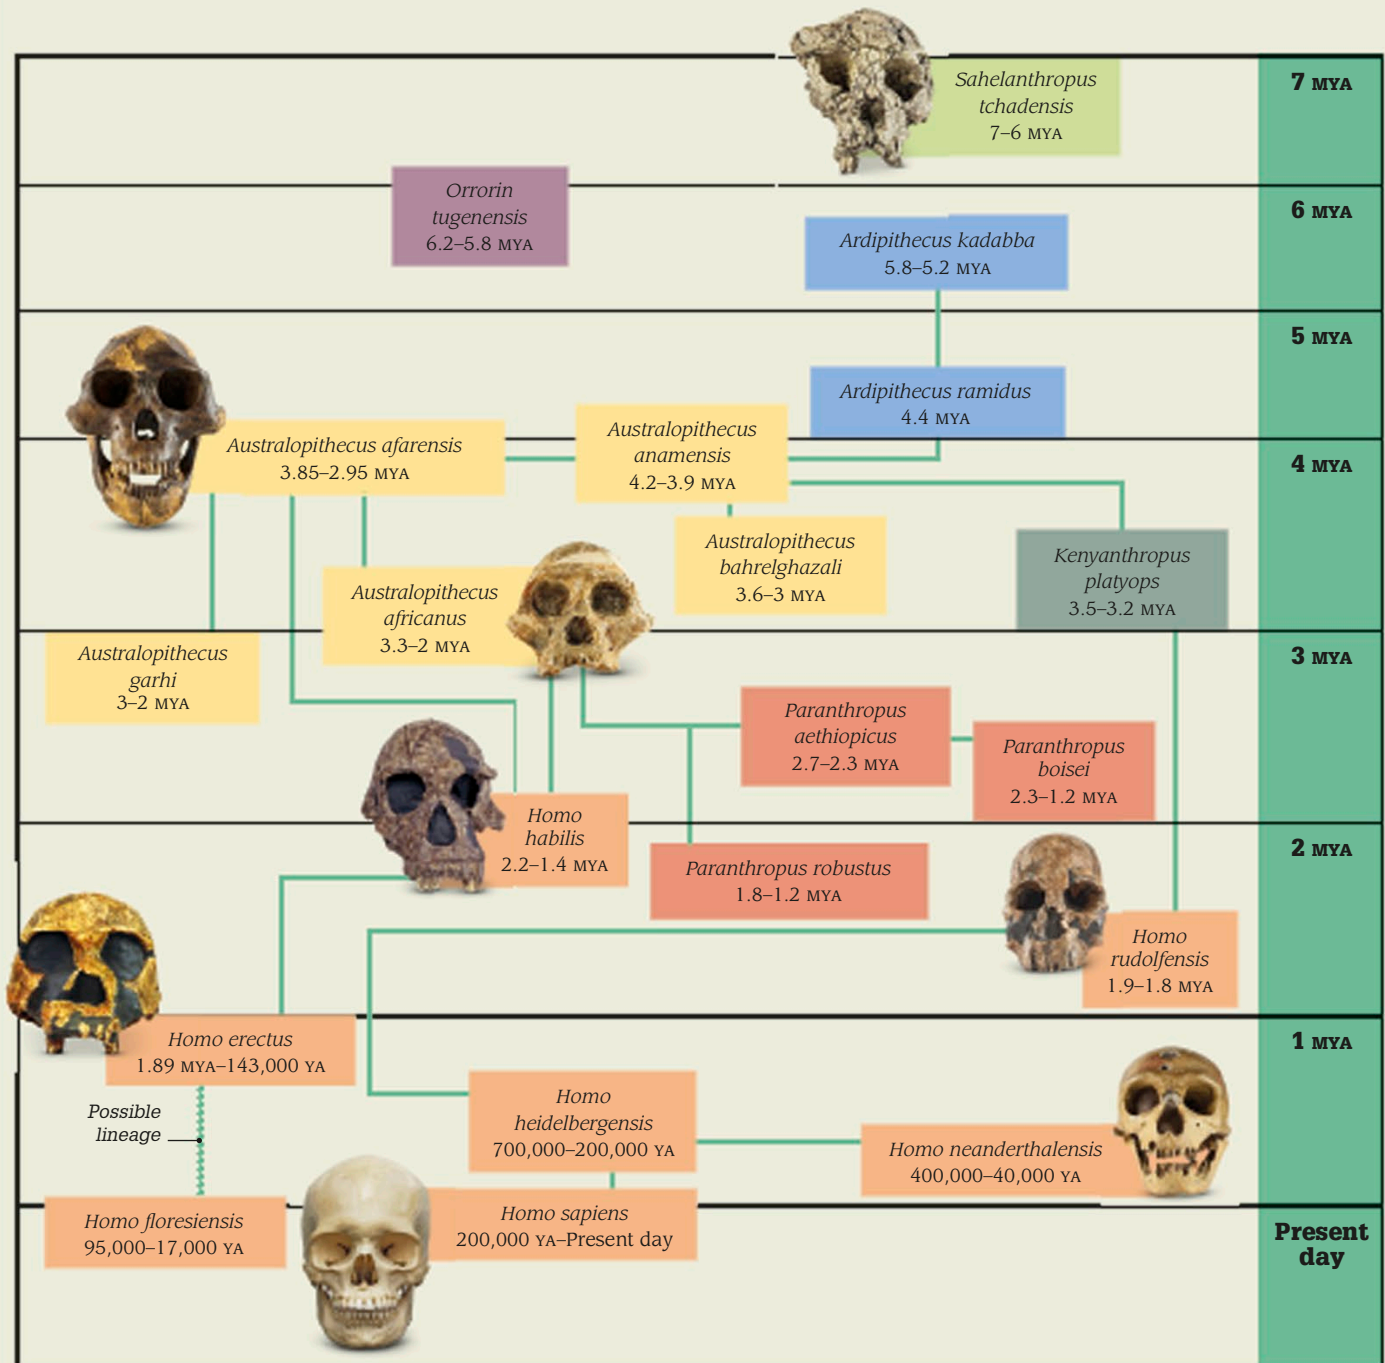 7 MYA
Sahelanthropus
tchadensis
7–6 MYA
Orrorin
tugenensis
6.2–5.8 MYA
6 MYA
Ardipithecus kadabba
5.8–5.2 MYA
5 MYA
Ardipithecus ramidus
4.4 MYA
Australopithecus afarensis
3.85–2.95 MYA
Australopithecus
anamensis
4.2–3.9 MYA
4 MYA
Australopithecus
bahrelghazali
3.6–3 MYA
Kenyanthropus
platyops
3.5–3.2 MYA
Australopithecus
africanus
3.3–2 MYA
Australopithecus
garhi
3–2 MYA
3 MYA
Paranthropus
aethiopicus
2.7–2.3 MYA
Paranthropus
boisei
2.3–1.2 MYA
Homo
habilis
2.2–1.4 MYA
2 MYA
Paranthropus robustus
1.8–1.2 MYA
Homo
rudolfensis
1.9–1.8 MYA
Homo erectus
1.89 MYA–143,000 YA
1 MYA
Possible
lineage
Homo
heidelbergensis
700,000–200,000 YA
Homo neanderthalensis
400,000–40,000 YA
Homo floresiensis
95,000–17,000 YA
Homo sapiens
200,000 YA–Present day
Present
day